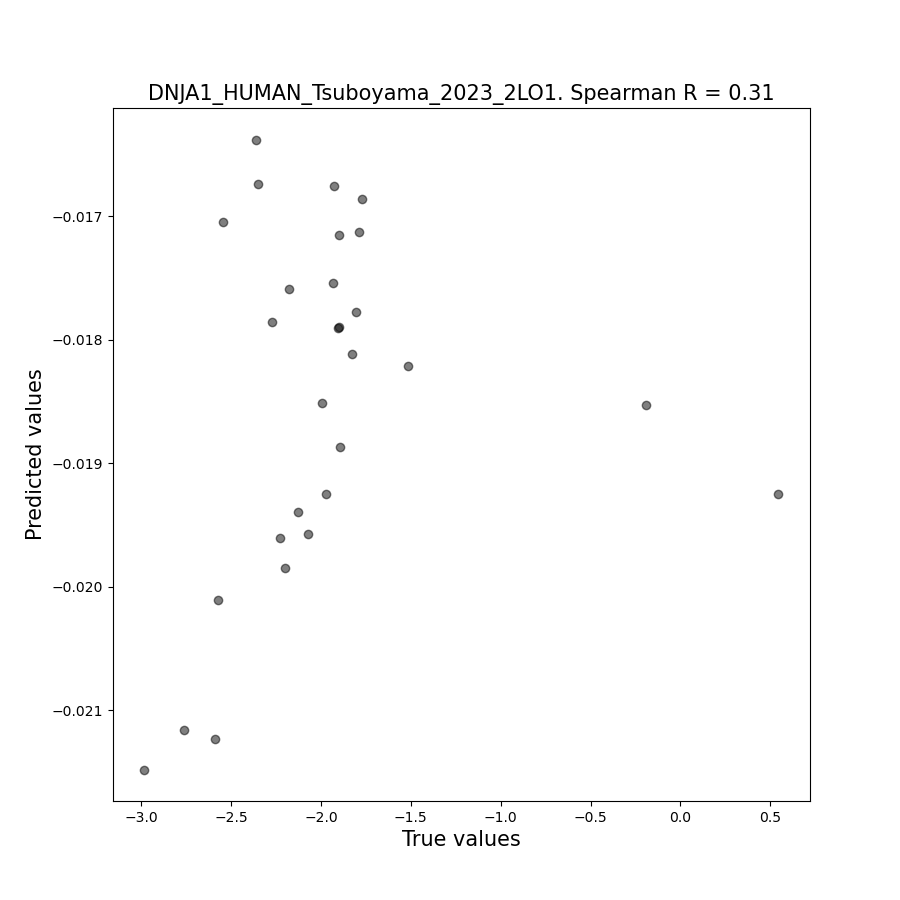 DNJA1_HUMAN_Tsuboyama_2023_2LO1. Spearman R = 0.31
Predicted values
−0.017
−0.018
−0.019
−0.020
−0.021
−3.0 −2.5 −2.0 −1.5 −1.0 −0.5 0.0 0.5
True values